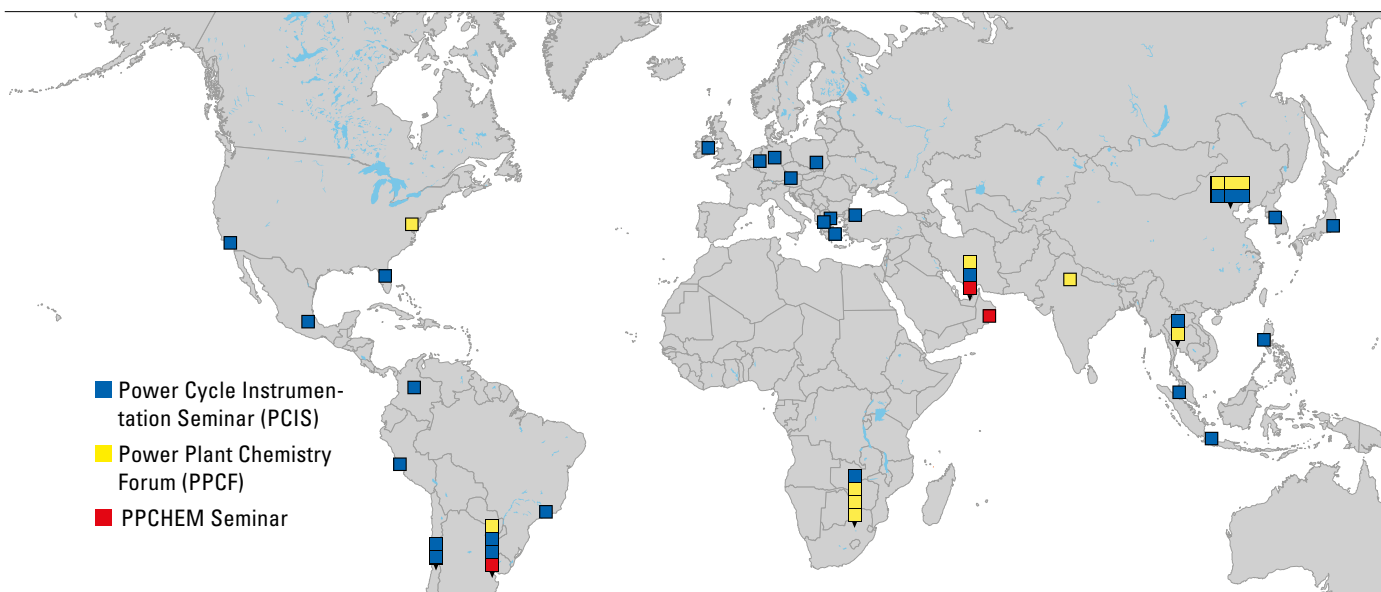 Power Cycle Instrumen-
tation Seminar (PCIS)
Power Plant Chemistry
Forum (PPCF)
PPCHEM Seminar